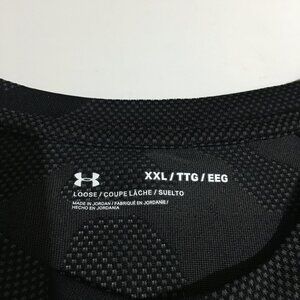 XXL / TTG / EEG
LOOSE / COUPE LÂCHE / SUELTO
MADE IN JORDAN / FABRIQUÉ EN JORDANIE /
HECHO EN JORDANIA